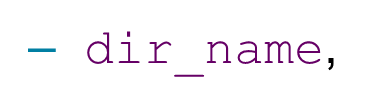 – dir_name,